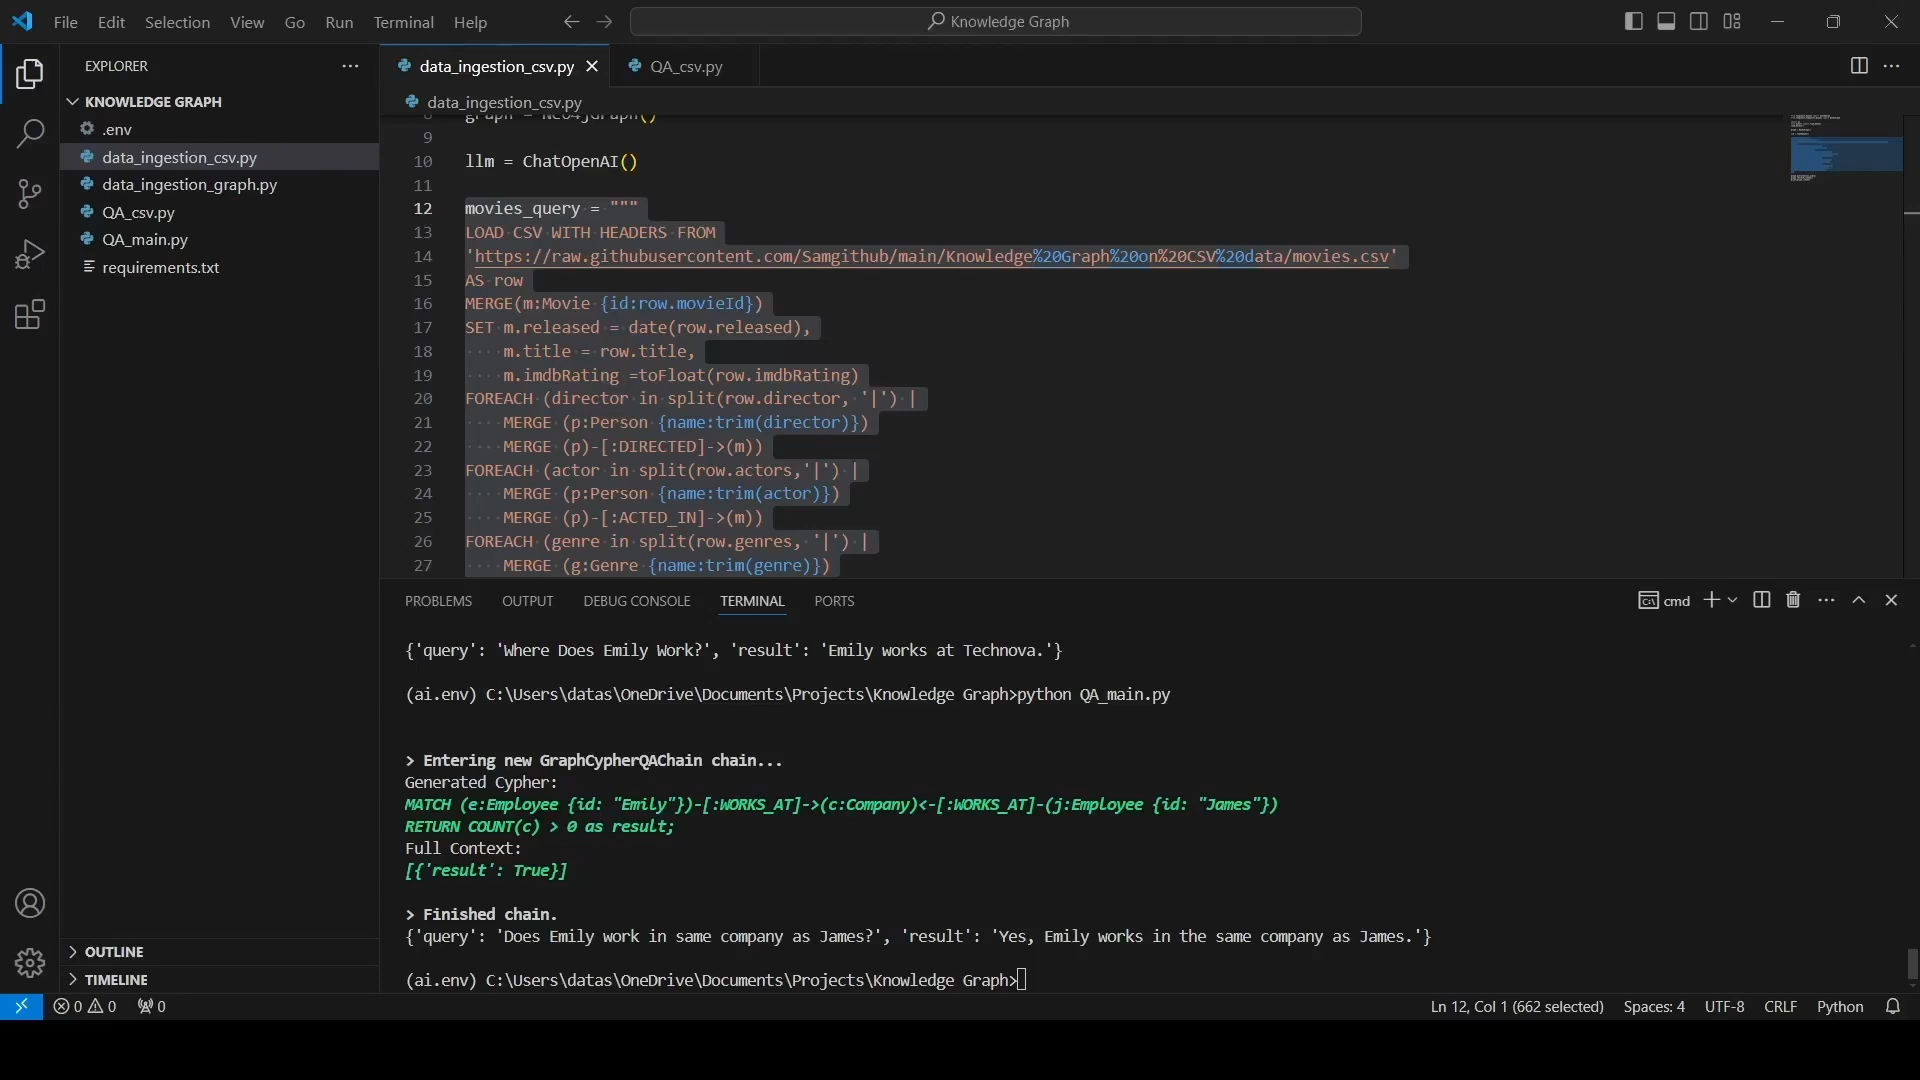 File Edit Selection View Go Run Terminal Help
Knowledge Graph
EXPLORER
KNOWLEDGE GRAPH
.env
data_ingestion_csv.py
data_ingestion_graph.py
QA_csv.py
QA_main.py
requirements.txt
OUTLINE
TIMELINE
data_ingestion_csv.py
QA_csv.py
data_ingestion_csv.py
8 graph = Neo4jGraph()
9
10 llm = ChatOpenAI()
11
12 movies_query = """
13 LOAD CSV WITH HEADERS FROM
14 'https://raw.githubusercontent.com/Samgithub/main/Knowledge%20Graph%20on%20CSV%20data/movies.csv'
15 AS row
16 MERGE(m:Movie {id:row.movieId})
17 SET m.released = date(row.released),
18 ····m.title = row.title,
19 ····m.imdbRating =toFloat(row.imdbRating)
20 FOREACH (director in split(row.director, '|') |
21 ····MERGE (p:Person {name:trim(director)})
22 ····MERGE (p)-[:DIRECTED]->(m))
23 FOREACH (actor in split(row.actors,'|') |
24 ····MERGE (p:Person {name:trim(actor)})
25 ····MERGE (p)-[:ACTED_IN]->(m))
26 FOREACH (genre in split(row.genres, '|') |
27 ····MERGE (g:Genre {name:trim(genre)})
PROBLEMS OUTPUT DEBUG CONSOLE TERMINAL PORTS
cmd
{'query': 'Where Does Emily Work?', 'result': 'Emily works at Technova.'}
(ai.env) C:\Users\datas\OneDrive\Documents\Projects\Knowledge Graph>python QA_main.py
> Entering new GraphCypherQAChain chain...
Generated Cypher:
MATCH (e:Employee {id: "Emily"})-[:WORKS_AT]->(c:Company)<-[:WORKS_AT]-(j:Employee {id: "James"})
RETURN COUNT(c) > 0 as result;
Full Context:
[{'result': True}]
> Finished chain.
{'query': 'Does Emily work in same company as James?', 'result': 'Yes, Emily works in the same company as James.'}
(ai.env) C:\Users\datas\OneDrive\Documents\Projects\Knowledge Graph>
0 0 0
Ln 12, Col 1 (662 selected) Spaces: 4 UTF-8 CRLF Python